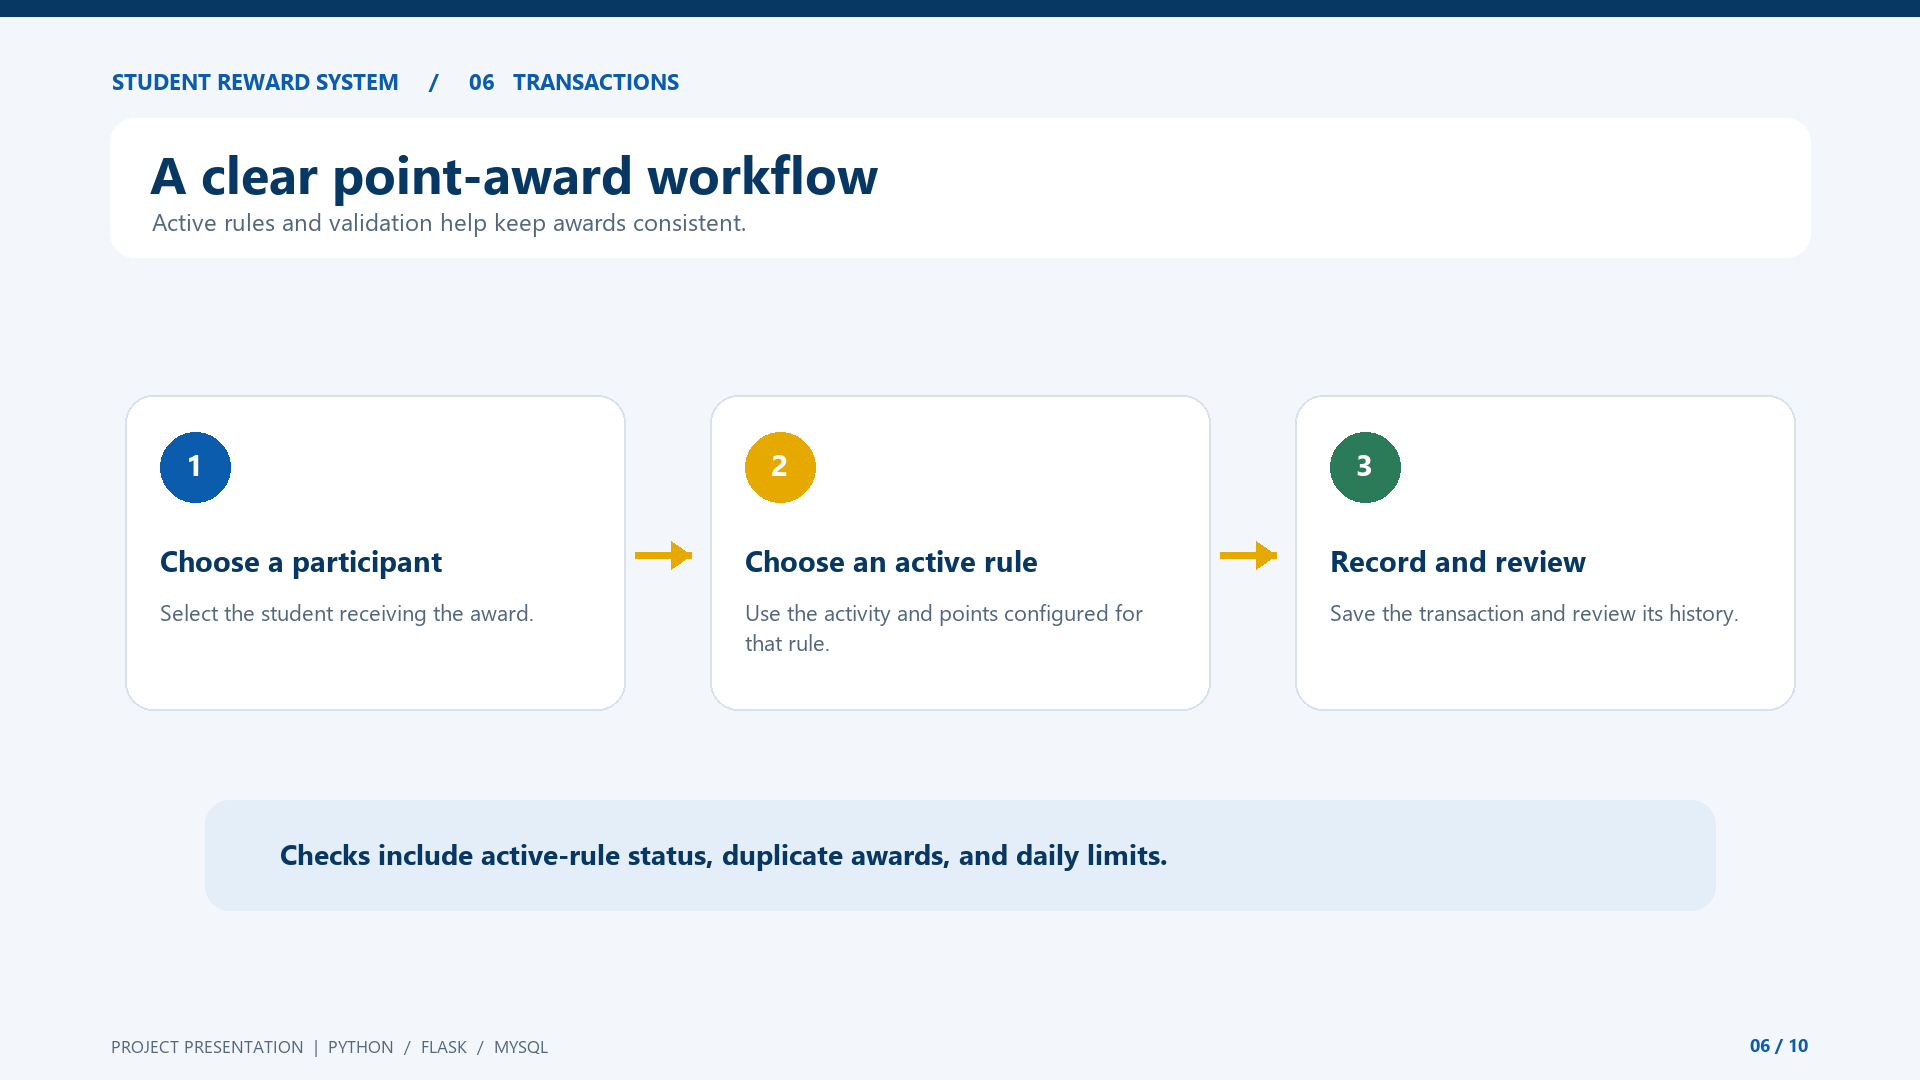 STUDENT REWARD SYSTEM / 06 TRANSACTIONS
A clear point-award workflow
Active rules and validation help keep awards consistent.
1
Choose a participant
Select the student receiving the award.
2
Choose an active rule
Use the activity and points configured for
that rule.
3
Record and review
Save the transaction and review its history.
Checks include active-rule status, duplicate awards, and daily limits.
PROJECT PRESENTATION | PYTHON / FLASK / MYSQL
06 / 10